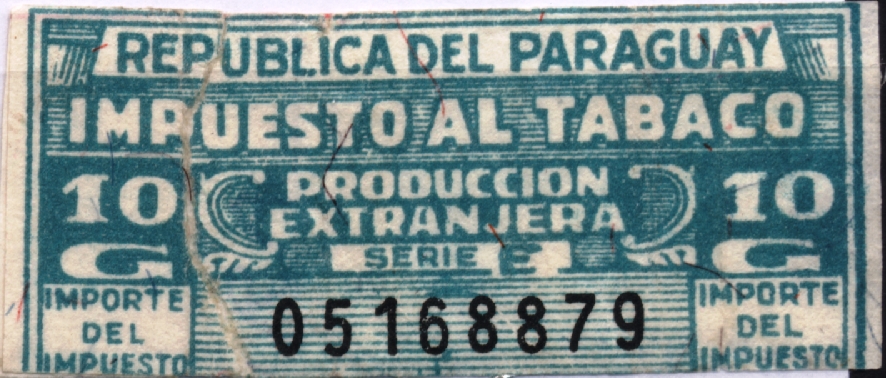 REPUBLICA DEL PARAGUAY
IMPUESTO AL TABACO
10 G
PRODUCCION
EXTRANJERA
SERIE E
10 G
IMPORTE
DEL
IMPUESTO
05168879
IMPORTE
DEL
IMPUESTO